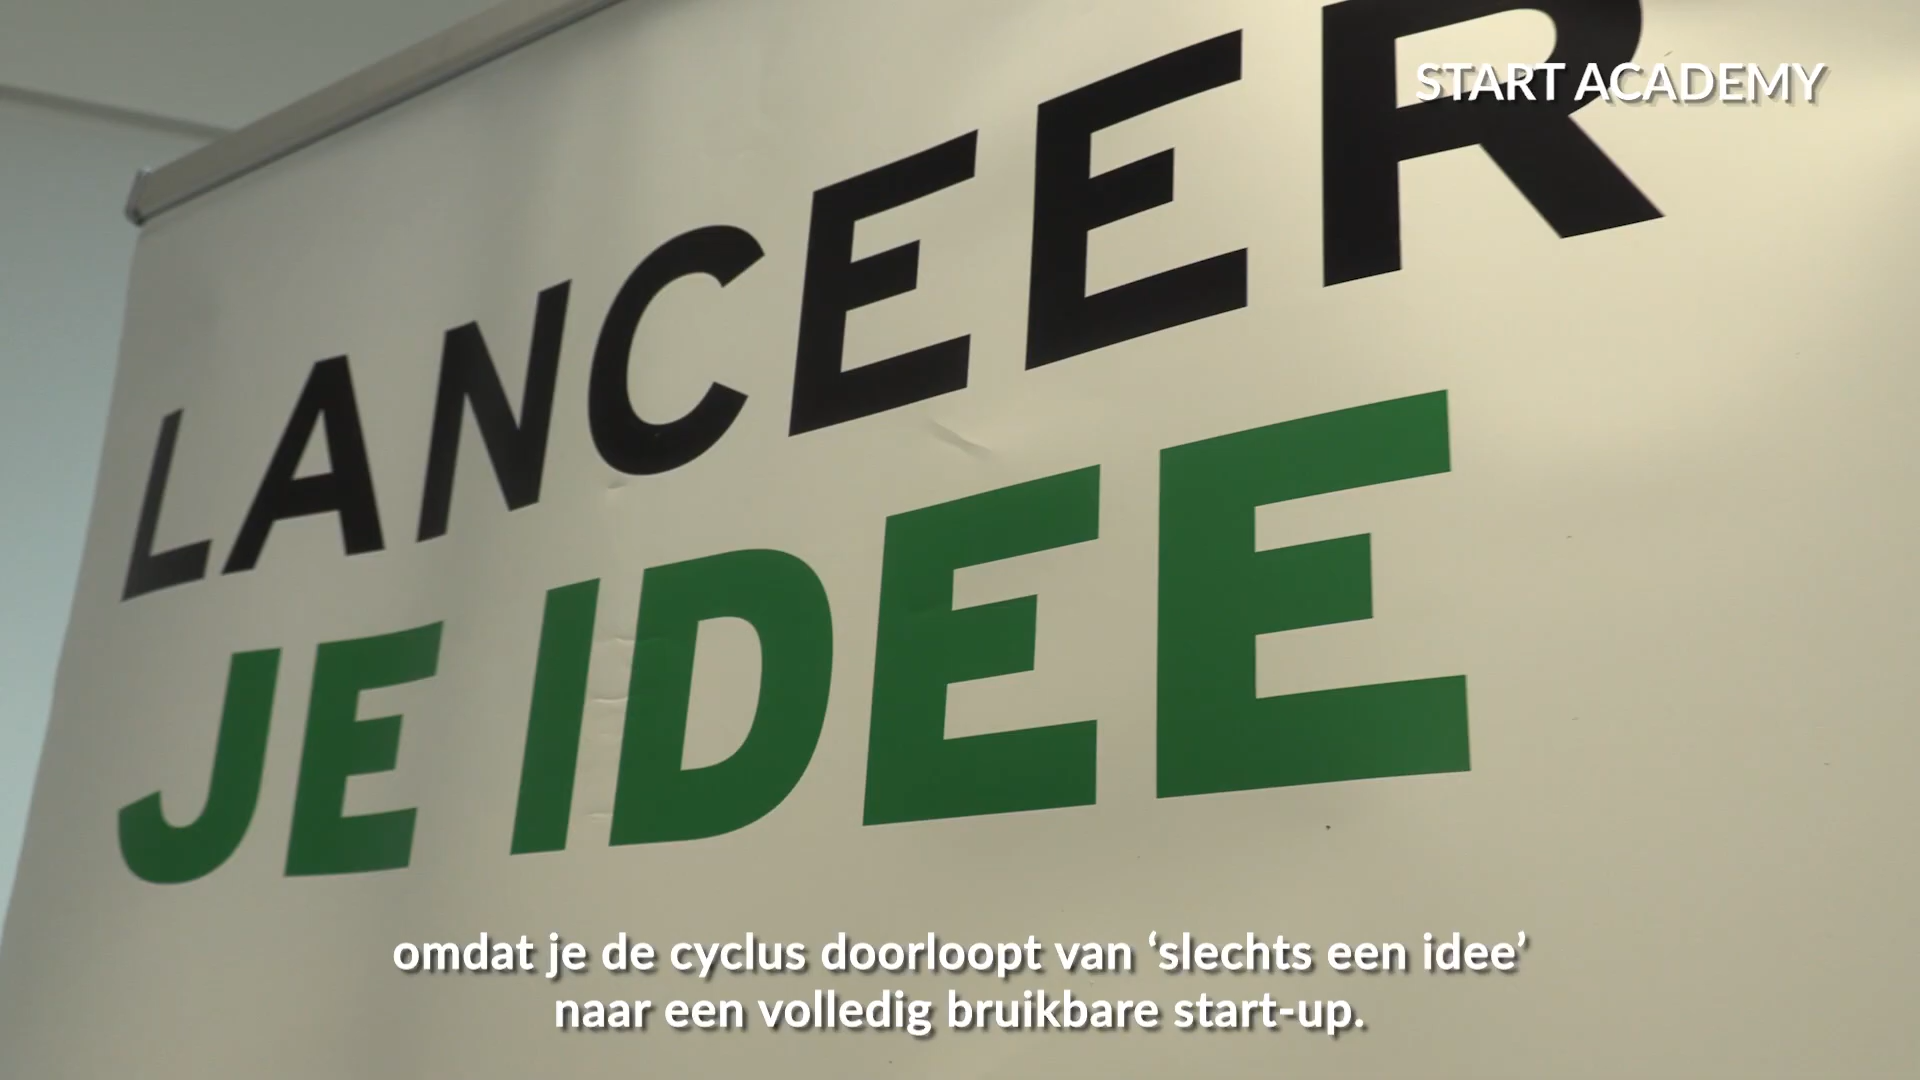 START ACADEMY
LANCEER
JE IDEE
omdat je de cyclus doorloopt van ‘slechts een idee’
naar een volledig bruikbare start-up.